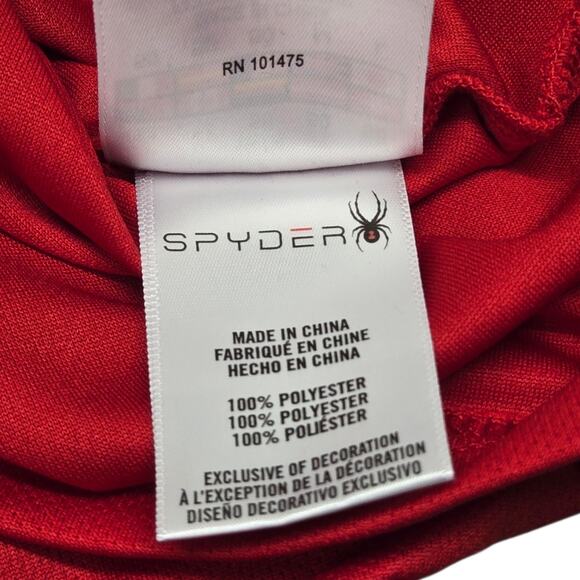 RN 101475
SPYDER
MADE IN CHINA
FABRIQUÉ EN CHINE
HECHO EN CHINA
100% POLYESTER
100% POLYESTER
100% POLIÉSTER
EXCLUSIVE OF DECORATION
À L'EXCEPTION DE LA DÉCORATION
DISEÑO DECORATIVO EXCLUSIVO